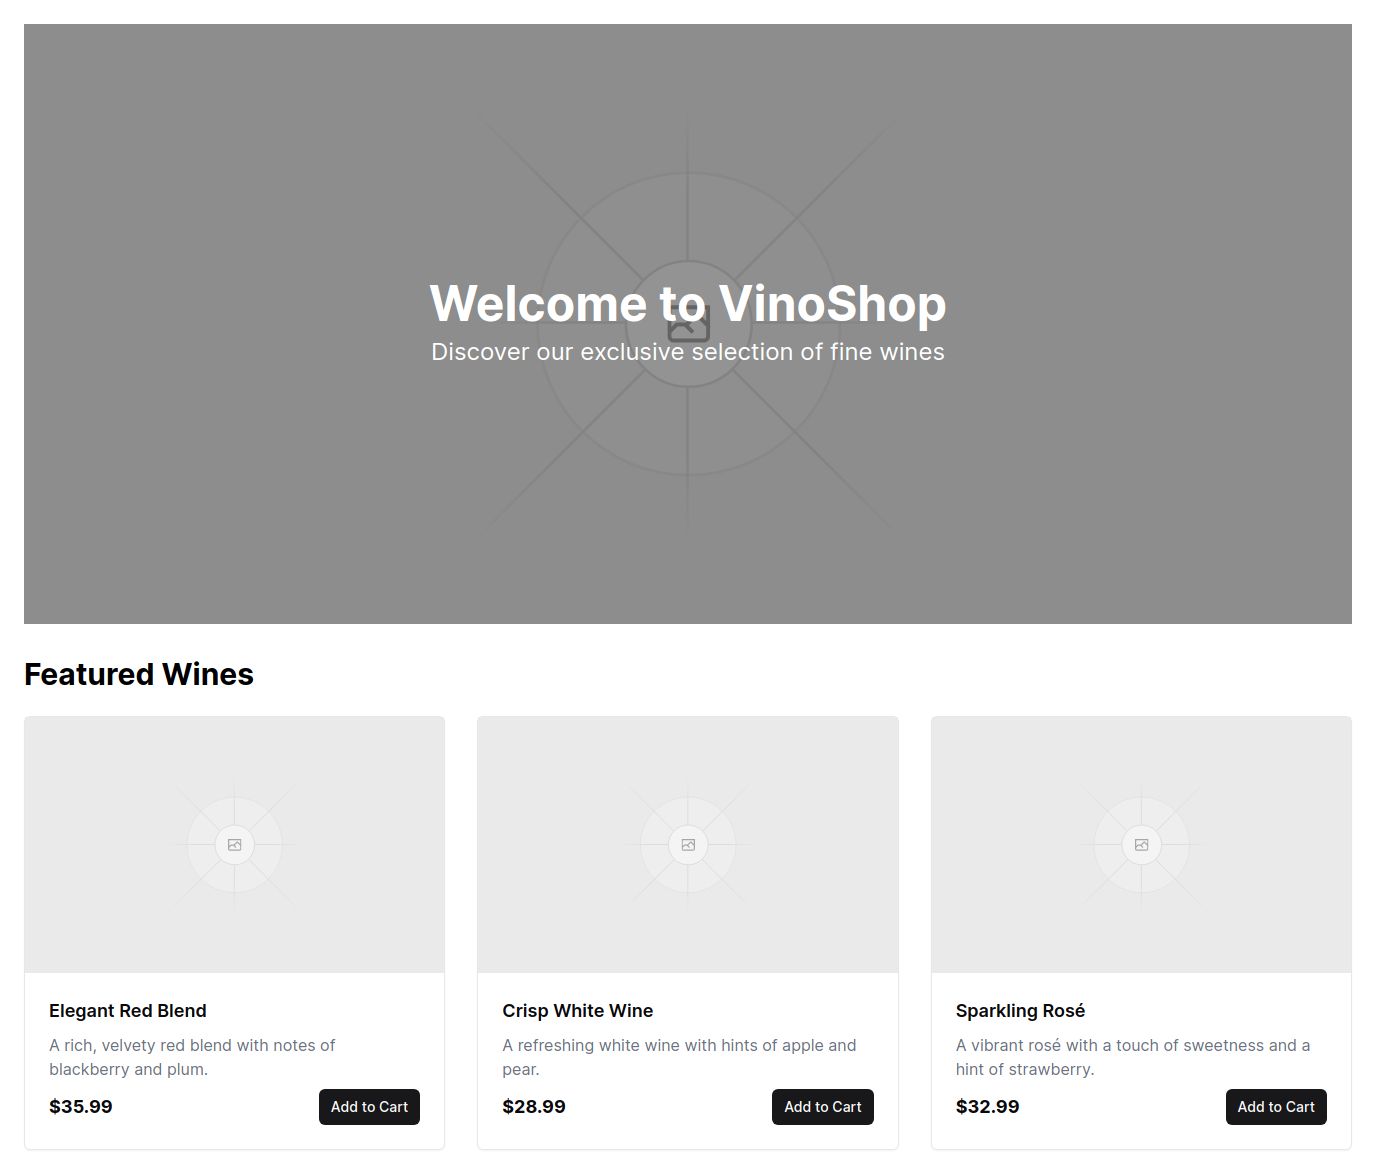 Welcome to VinoShop
Discover our exclusive selection of fine wines
Featured Wines
Elegant Red Blend
A rich, velvety red blend with notes of
blackberry and plum.
$35.99
Add to Cart
Crisp White Wine
A refreshing white wine with hints of apple and
pear.
$28.99
Add to Cart
Sparkling Rosé
A vibrant rosé with a touch of sweetness and a
hint of strawberry.
$32.99
Add to Cart